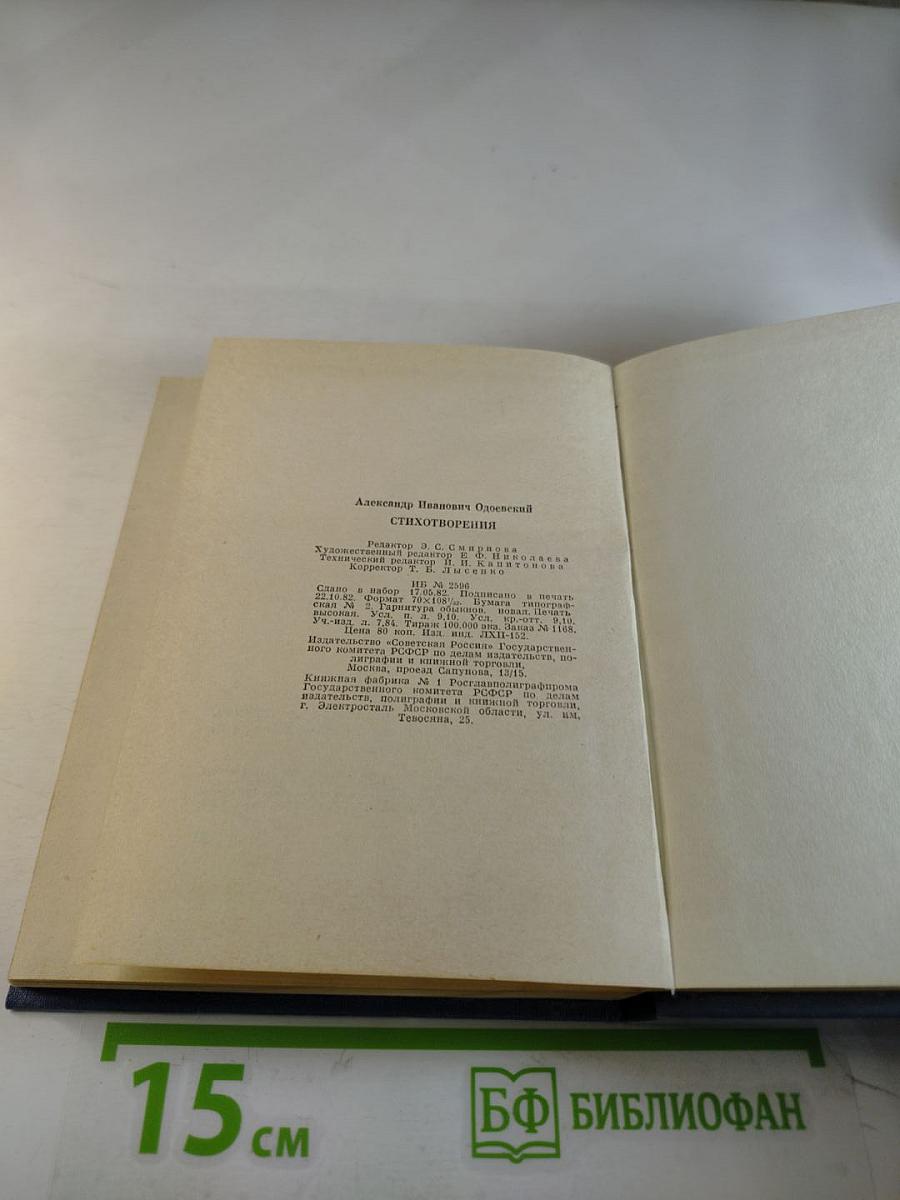 Александр Иванович Одоевский
СТИХОТВОРЕНИЯ
Редактор Э. С. Смирнова
Художественный редактор Е. Ф. Николаева
Технический редактор И. И. Капитонова
Корректор Т. Б. Лысенко
ИБ № 2596
Сдано в набор 17.05.82. Подписано в печать
22.10.82. Формат 70×108¹/₃₂. Бумага типограф-
ская № 2. Гарнитура обыкнов. новая. Печать
высокая. Усл. п. л. 9,10. Усл. кр.-отт. 9,10.
Уч.-изд. л. 7,84. Тираж 100.000 экз. Заказ № 1168.
Цена 80 коп. Изд. инд. ЛХП-152.
Издательство «Советская Россия» Государствен-
ного комитета РСФСР по делам издательств, по-
лиграфии и книжной торговли.
Москва, проезд Сапунова, 13/15.
Книжная фабрика № 1 Росглавполиграфпрома
Государственного комитета РСФСР по делам
издательств, полиграфии и книжной торговли,
г. Электросталь Московской области, ул. им.
Тевосяна, 25.
15 см
БФ БИБЛИОФАН